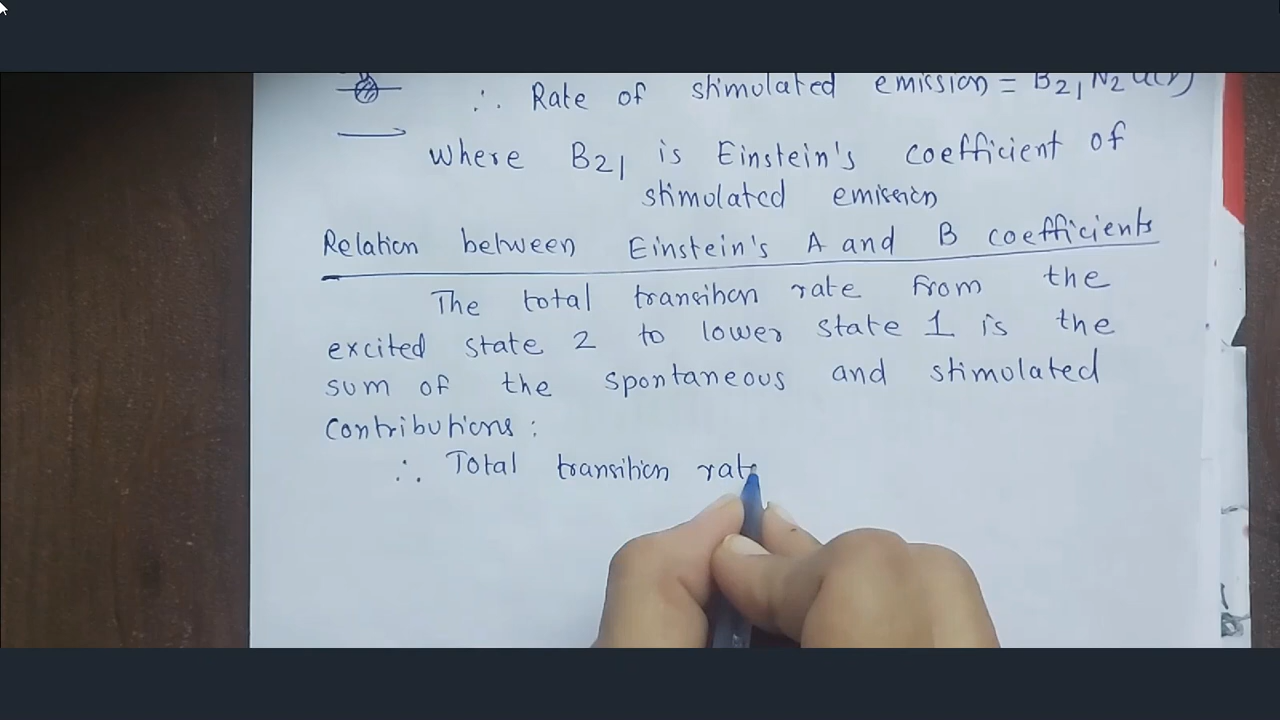 ∴ Rate of stimulated emission = B₂₁ N₂ u(ν)
where B₂₁ is Einstein's coefficient of
stimulated emission
Relation between Einstein's A and B coefficients
The total transition rate from the
excited state 2 to lower state 1 is the
sum of the spontaneous and stimulated
contributions:
∴ Total transition rate